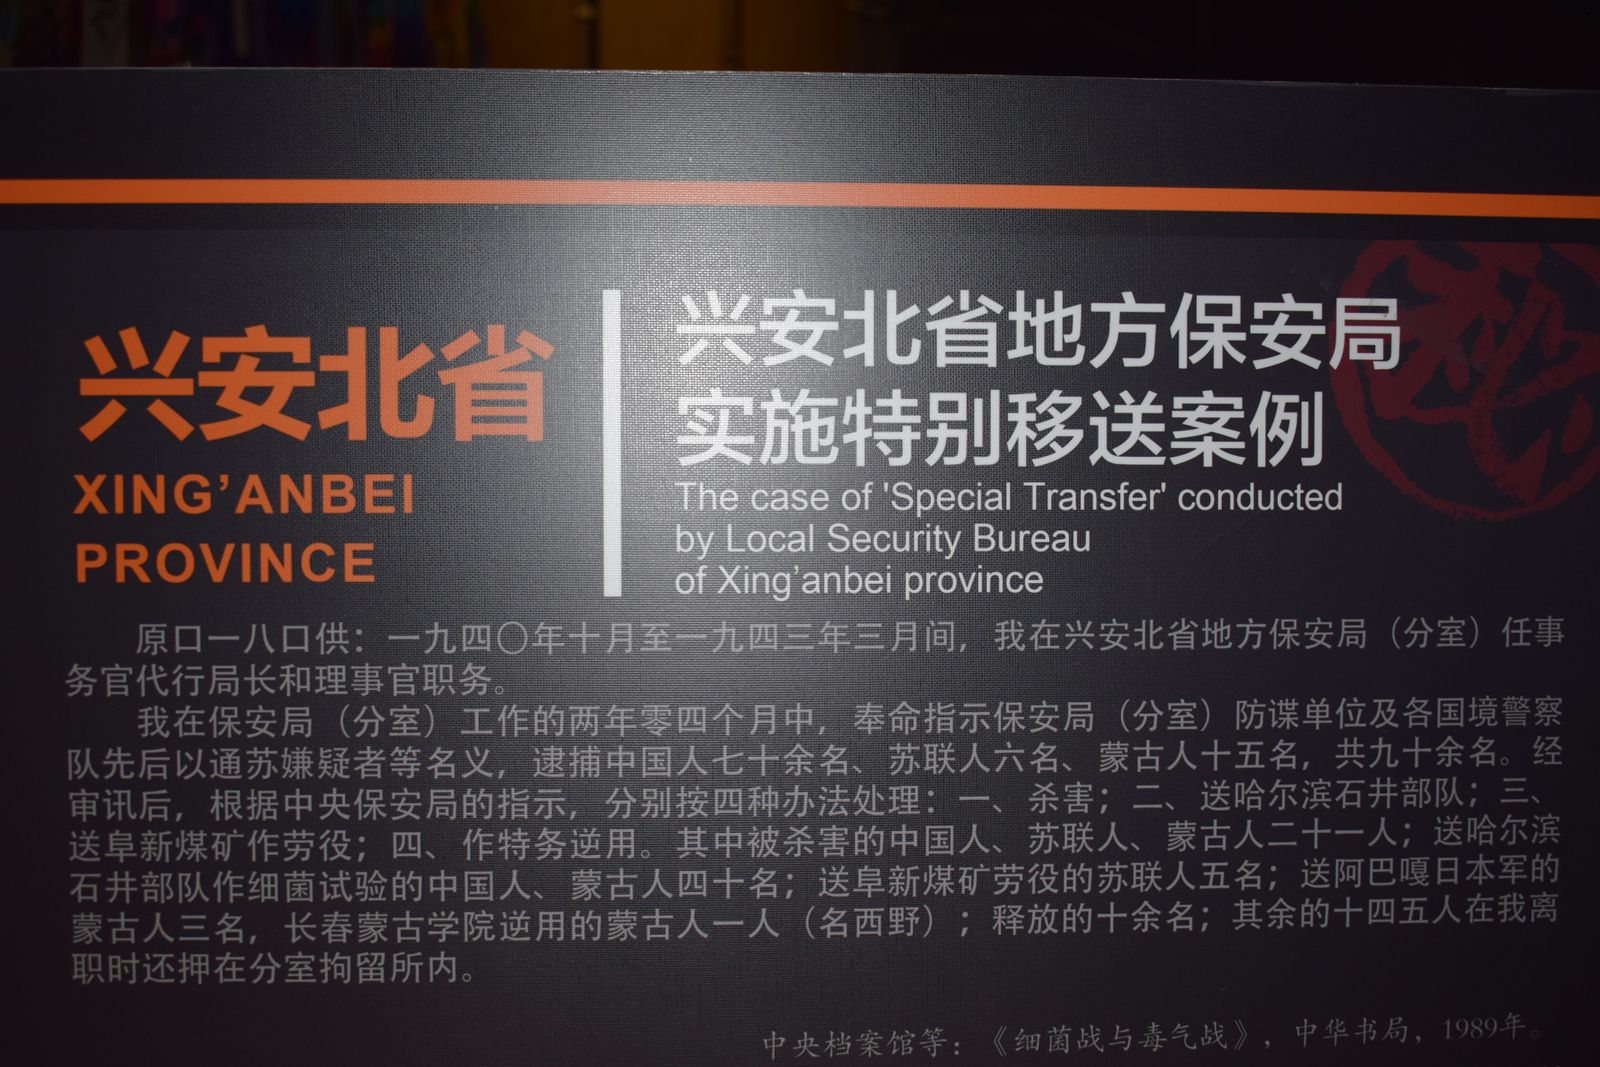 兴安北省
XING’ANBEI
PROVINCE
兴安北省地方保安局
实施特别移送案例
The case of 'Special Transfer' conducted
by Local Security Bureau
of Xing’anbei province
原口一八口供：一九四〇年十月至一九四三年三月间，我在兴安北省地方保安局（分室）任事
务官代行局长和理事官职务。
我在保安局（分室）工作的两年零四个月中，奉命指示保安局（分室）防谍单位及各国境警察
队先后以通苏嫌疑者等名义，逮捕中国人七十余名、苏联人六名、蒙古人十五名，共九十余名。经
审讯后，根据中央保安局的指示，分别按四种办法处理：一、杀害；二、送哈尔滨石井部队；三、
送阜新煤矿作劳役；四、作特务逆用。其中被杀害的中国人、苏联人、蒙古人二十一人；送哈尔滨
石井部队作细菌试验的中国人、蒙古人四十名；送阜新煤矿劳役的苏联人五名；送阿巴嘎日本军的
蒙古人三名，长春蒙古学院逆用的蒙古人一人（名西野）；释放的十余名；其余的十四五人在我离
职时还押在分室拘留所内。
中央档案馆等：《细菌战与毒气战》，中华书局，1989年。